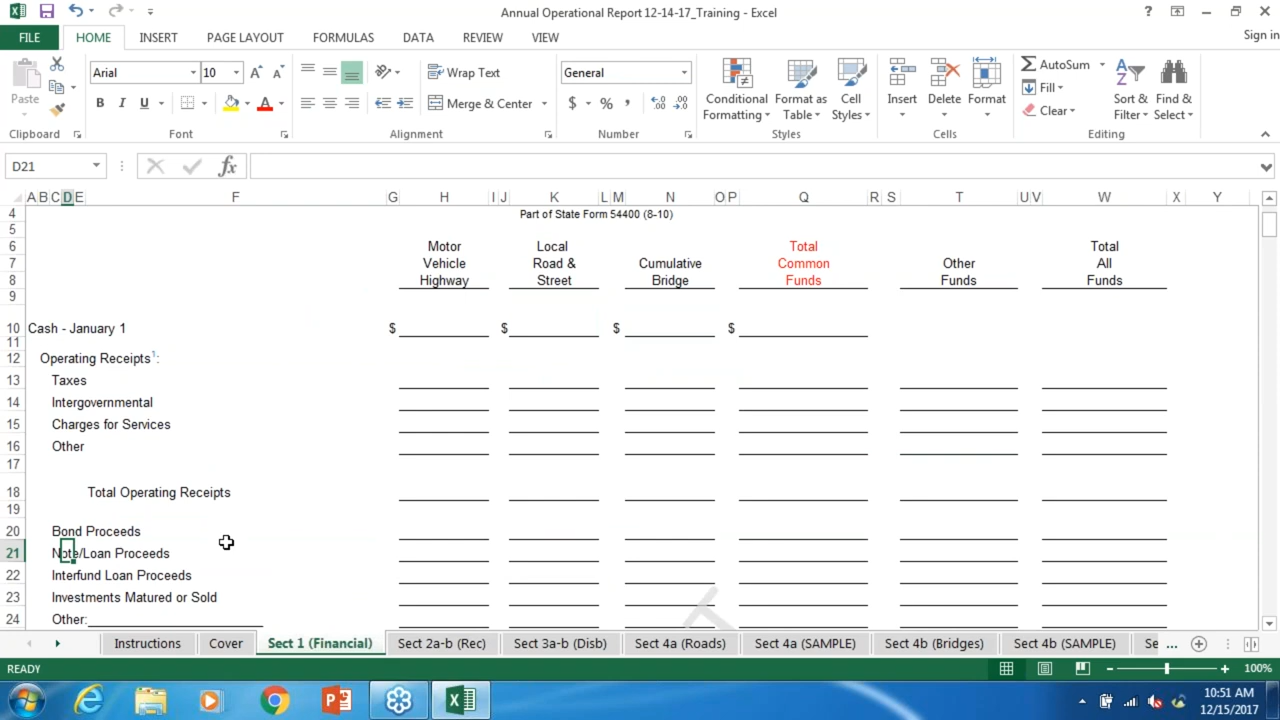 Annual Operational Report 12-14-17_Training - Excel
?
FILE HOME INSERT PAGE LAYOUT FORMULAS DATA REVIEW VIEW Sign in
Arial 10 Wrap Text General AutoSum
Paste B I U Merge & Center $ % , Conditional Formatting Format as Table Cell Styles Insert Delete Format Fill Clear Sort & Filter Find & Select
Clipboard Font Alignment Number Styles Cells Editing
D21 fx
A B C D E F G H I J K L M N O P Q R S T U V W X Y
4 Part of State Form 54400 (8-10)
5
6 Motor Local Total Total
7 Vehicle Road & Cumulative Common Other All
8 Highway Street Bridge Funds Funds Funds
9
10 Cash - January 1 $ $ $ $
11
12 Operating Receipts1:
13 Taxes
14 Intergovernmental
15 Charges for Services
16 Other
17
18 Total Operating Receipts
19
20 Bond Proceeds
21 Note/Loan Proceeds
22 Interfund Loan Proceeds
23 Investments Matured or Sold
24 Other:
Instructions Cover Sect 1 (Financial) Sect 2a-b (Rec) Sect 3a-b (Disb) Sect 4a (Roads) Sect 4a (SAMPLE) Sect 4b (Bridges) Sect 4b (SAMPLE) Se ...
READY 100%
10:51 AM
12/15/2017